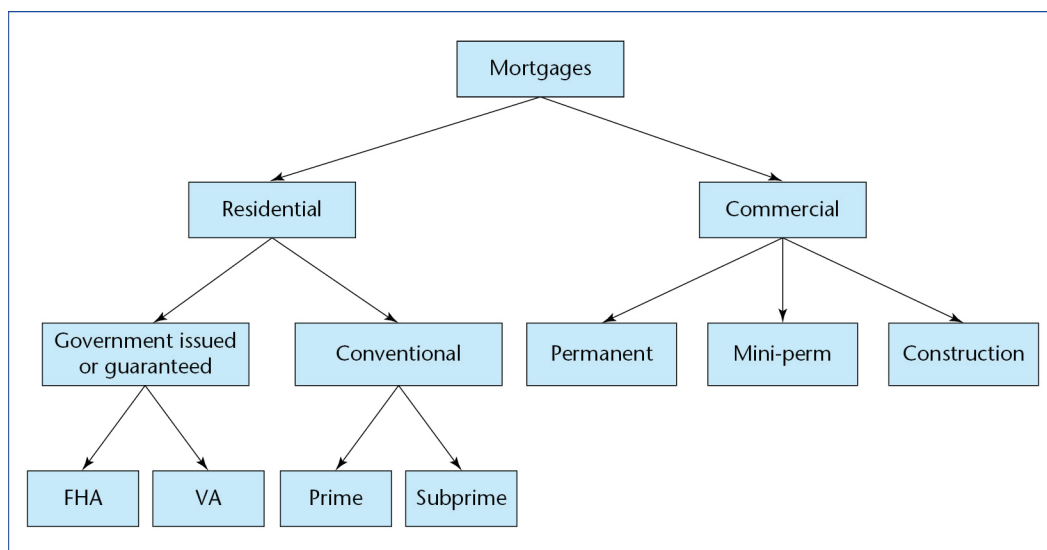 Mortgages
Residential
Commercial
Government issued
or guaranteed
Conventional
Permanent
Mini-perm
Construction
FHA
VA
Prime
Subprime